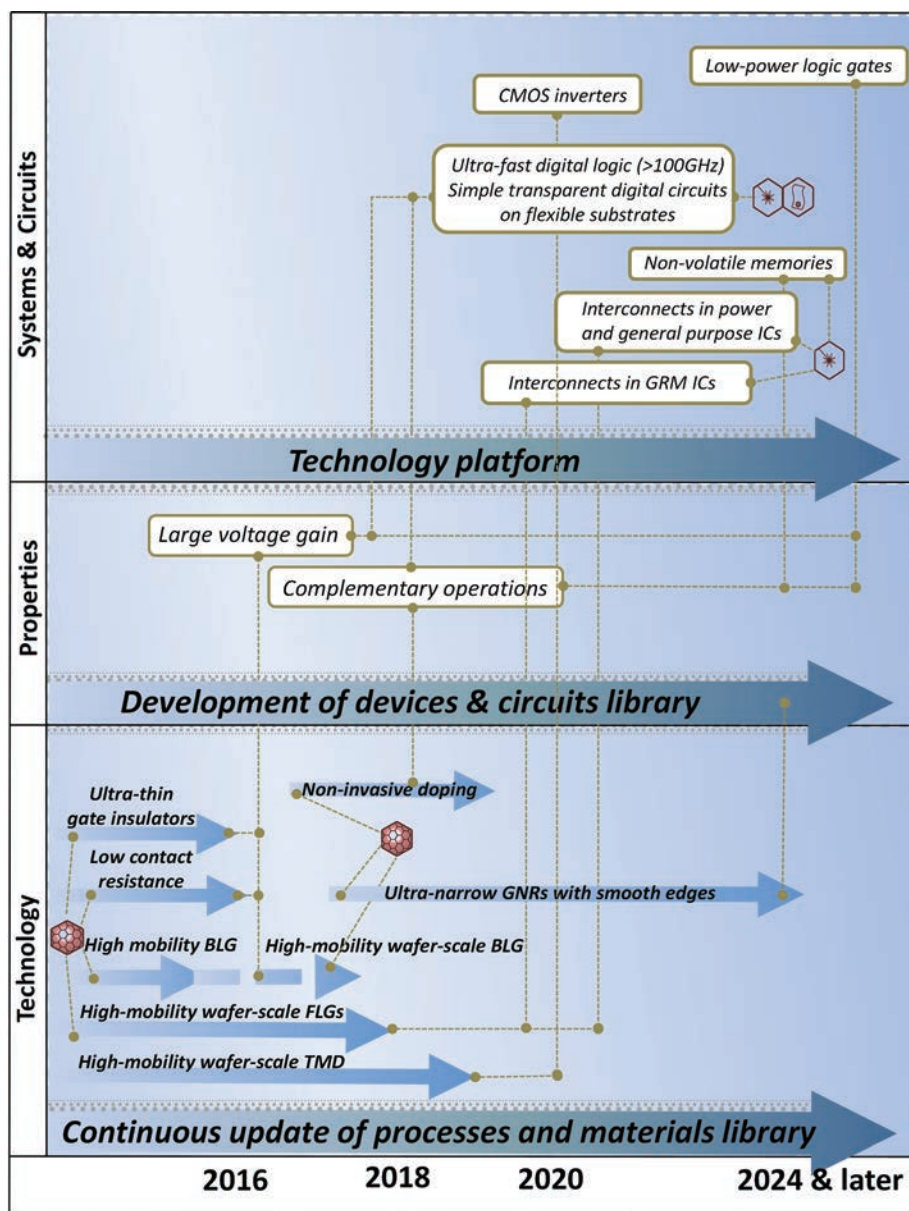 Systems & Circuits
Low-power logic gates
CMOS inverters
Ultra-fast digital logic (>100GHz)
Simple transparent digital circuits
on flexible substrates
Non-volatile memories
Interconnects in power
and general purpose ICs
Interconnects in GRM ICs
Technology platform
Properties
Large voltage gain
Complementary operations
Development of devices & circuits library
Technology
Non-invasive doping
Ultra-thin
gate insulators
Low contact
resistance
Ultra-narrow GNRs with smooth edges
High mobility BLG
High-mobility wafer-scale BLG
High-mobility wafer-scale FLGs
High-mobility wafer-scale TMD
Continuous update of processes and materials library
2016
2018
2020
2024 & later